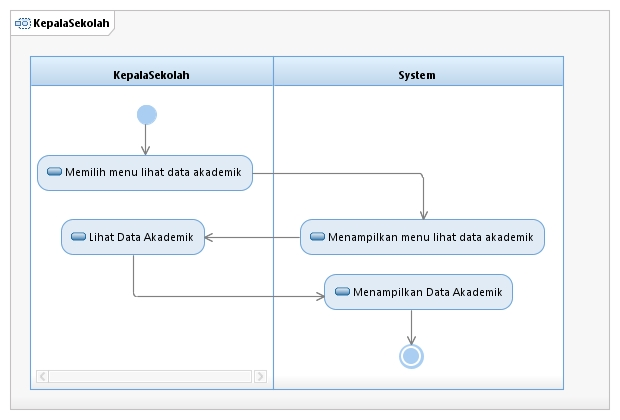 KepalaSekolah
KepalaSekolah
System
Memilih menu lihat data akademik
Lihat Data Akademik
Menampilkan menu lihat data akademik
Menampilkan Data Akademik